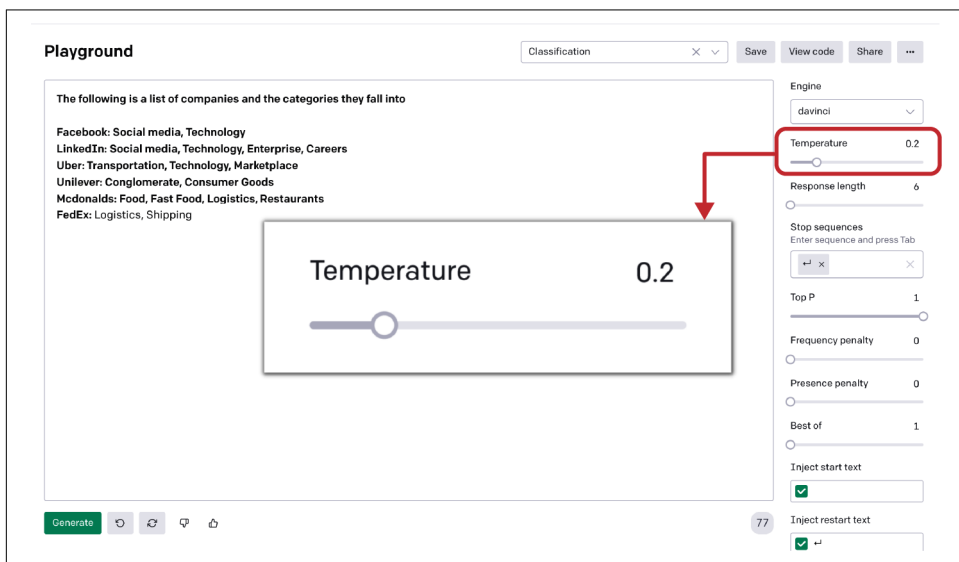 Playground
Classification
Save
View code
Share
The following is a list of companies and the categories they fall into
Facebook: Social media, Technology
LinkedIn: Social media, Technology, Enterprise, Careers
Uber: Transportation, Technology, Marketplace
Unilever: Conglomerate, Consumer Goods
Mcdonalds: Food, Fast Food, Logistics, Restaurants
FedEx: Logistics, Shipping
Temperature 0.2
Generate
77
Engine
davinci
Temperature 0.2
Response length 6
Stop sequences
Enter sequence and press Tab
↵ ×
Top P 1
Frequency penalty 0
Presence penalty 0
Best of 1
Inject start text
Inject restart text
↵